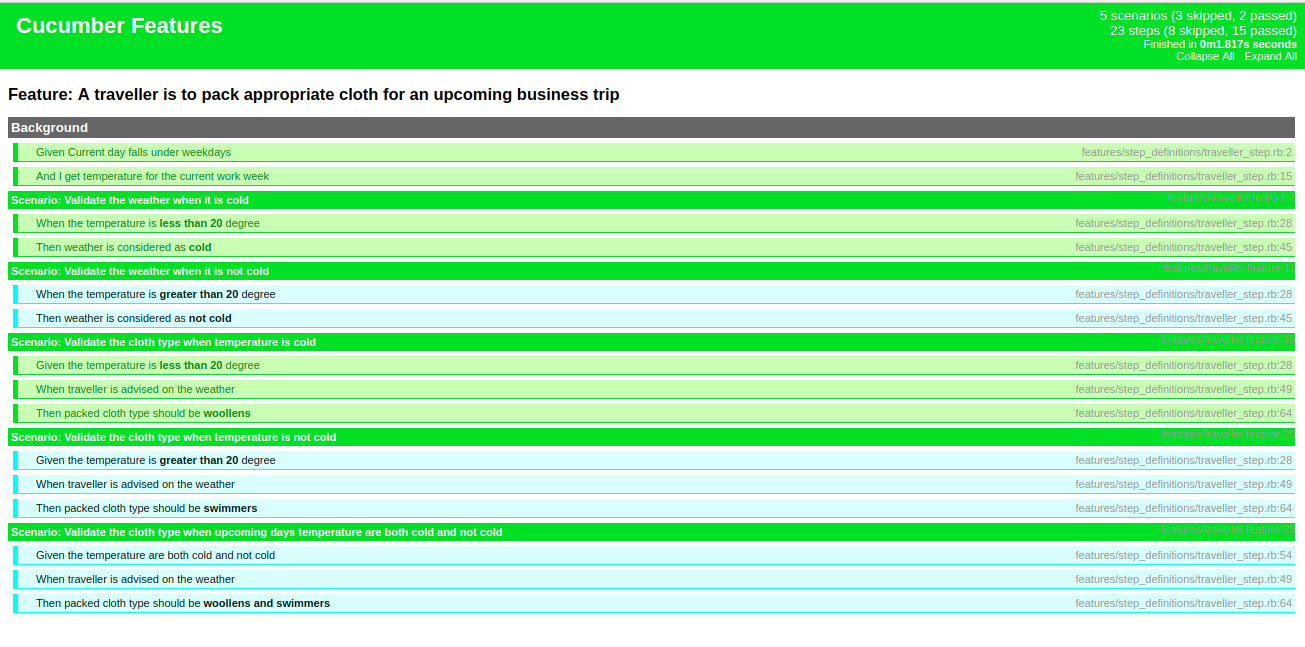 Cucumber Features
5 scenarios (3 skipped, 2 passed)
23 steps (8 skipped, 15 passed)
Finished in 0m1.817s seconds
Collapse All Expand All
Feature: A traveller is to pack appropriate cloth for an upcoming business trip
Background
Given Current day falls under weekdays features/step_definitions/traveller_step.rb:2
And I get temperature for the current work week features/step_definitions/traveller_step.rb:15
Scenario: Validate the weather when it is cold features/traveller.feature:7
When the temperature is less than 20 degree features/step_definitions/traveller_step.rb:28
Then weather is considered as cold features/step_definitions/traveller_step.rb:45
Scenario: Validate the weather when it is not cold features/traveller.feature:11
When the temperature is greater than 20 degree features/step_definitions/traveller_step.rb:28
Then weather is considered as not cold features/step_definitions/traveller_step.rb:45
Scenario: Validate the cloth type when temperature is cold features/traveller.feature:15
Given the temperature is less than 20 degree features/step_definitions/traveller_step.rb:28
When traveller is advised on the weather features/step_definitions/traveller_step.rb:49
Then packed cloth type should be woollens features/step_definitions/traveller_step.rb:64
Scenario: Validate the cloth type when temperature is not cold features/traveller.feature:20
Given the temperature is greater than 20 degree features/step_definitions/traveller_step.rb:28
When traveller is advised on the weather features/step_definitions/traveller_step.rb:49
Then packed cloth type should be swimmers features/step_definitions/traveller_step.rb:64
Scenario: Validate the cloth type when upcoming days temperature are both cold and not cold features/traveller.feature:25
Given the temperature are both cold and not cold features/step_definitions/traveller_step.rb:54
When traveller is advised on the weather features/step_definitions/traveller_step.rb:49
Then packed cloth type should be woollens and swimmers features/step_definitions/traveller_step.rb:64